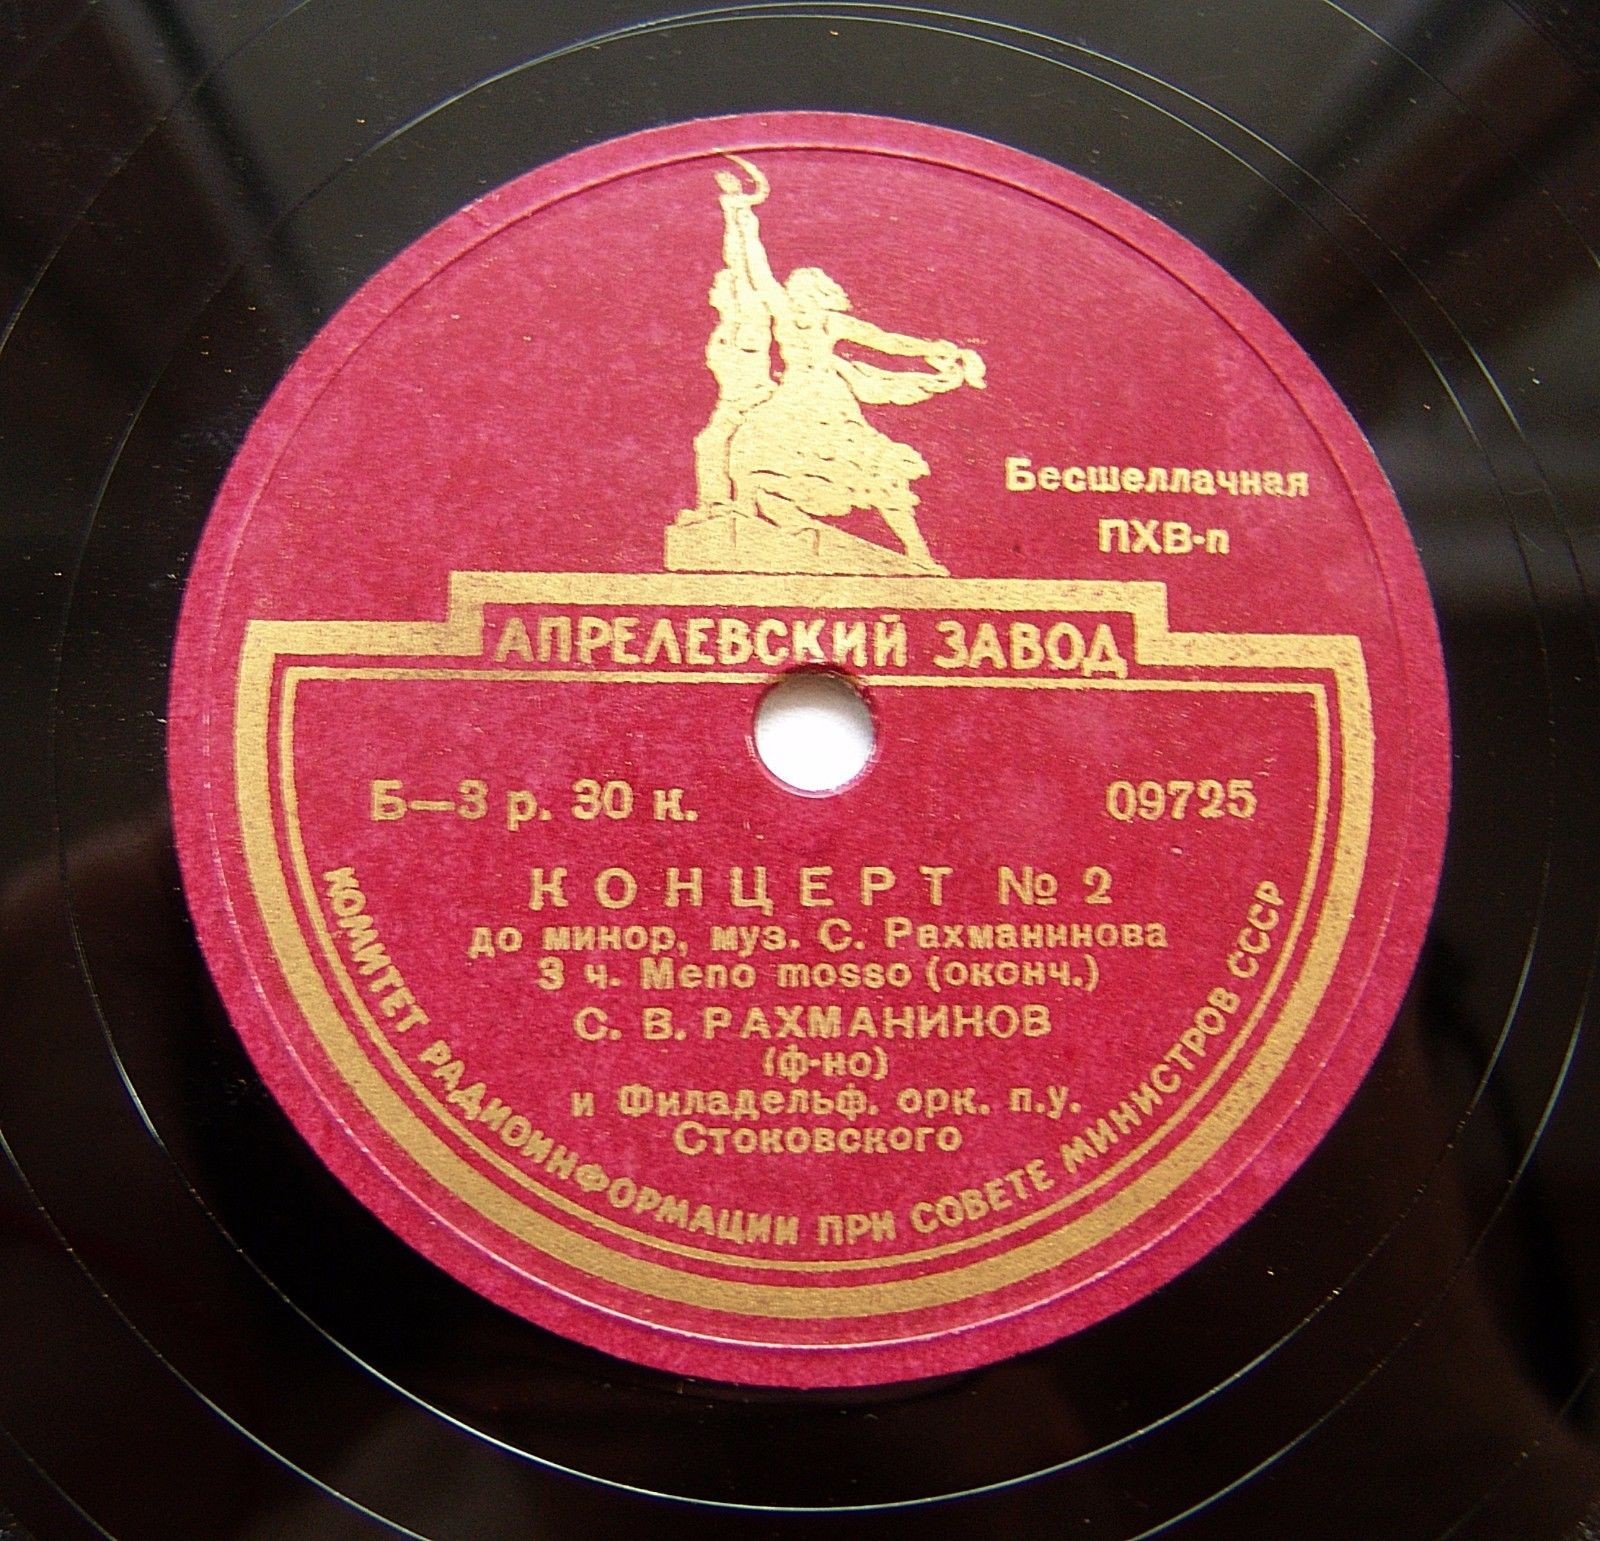 Бесшеллачная
ПХВ-п
АПРЕЛЕВСКИЙ ЗАВОД
Б—3 р. 30 к. 09725
КОНЦЕРТ № 2
до минор, муз. С. Рахманинова
3 ч. Meno mosso (оконч.)
С. В. РАХМАНИНОВ
(ф-но)
и Филадельф. орк. п.у.
Стоковского
КОМИТЕТ РАДИОИНФОРМАЦИИ ПРИ СОВЕТЕ МИНИСТРОВ СССР